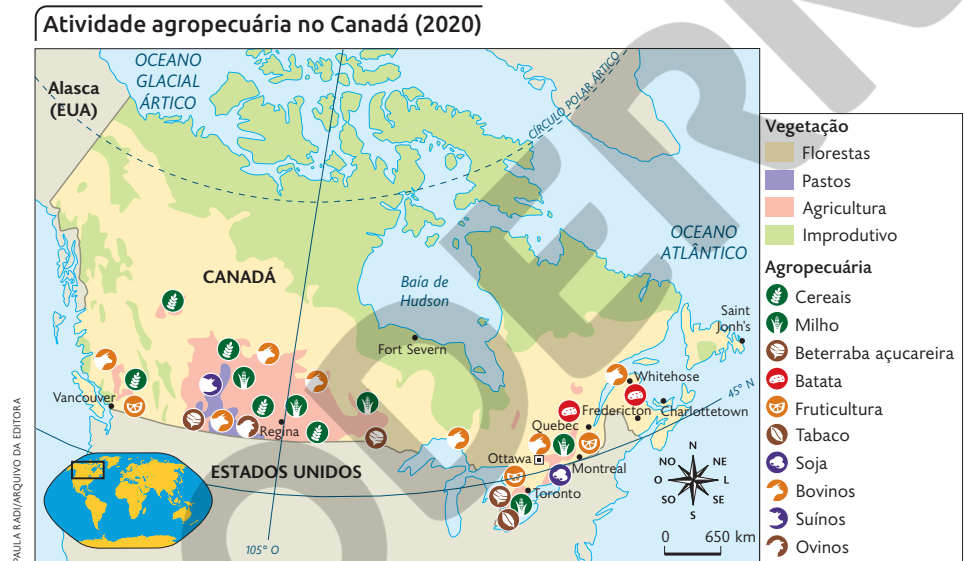 Atividade agropecuária no Canadá (2020)
OCEANO
GLACIAL
ÁRTICO
Alasca
(EUA)
CÍRCULO POLAR ÁRTICO
OCEANO
ATLÂNTICO
CANADÁ
Baía de
Hudson
Fort Severn
Saint
Jonh's
Whitehose
45° N
Vancouver
Fredericton
Charlottetown
Quebec
Regina
Ottawa
Montreal
ESTADOS UNIDOS
Toronto
105° O
N
NO
NE
O
L
SO
SE
S
0 650 km
Vegetação
Florestas
Pastos
Agricultura
Improdutivo
Agropecuária
Cereais
Milho
Beterraba açucareira
Batata
Fruticultura
Tabaco
Soja
Bovinos
Suínos
Ovinos
PAULA RADI/ARQUIVO DA EDITORA
ODERN